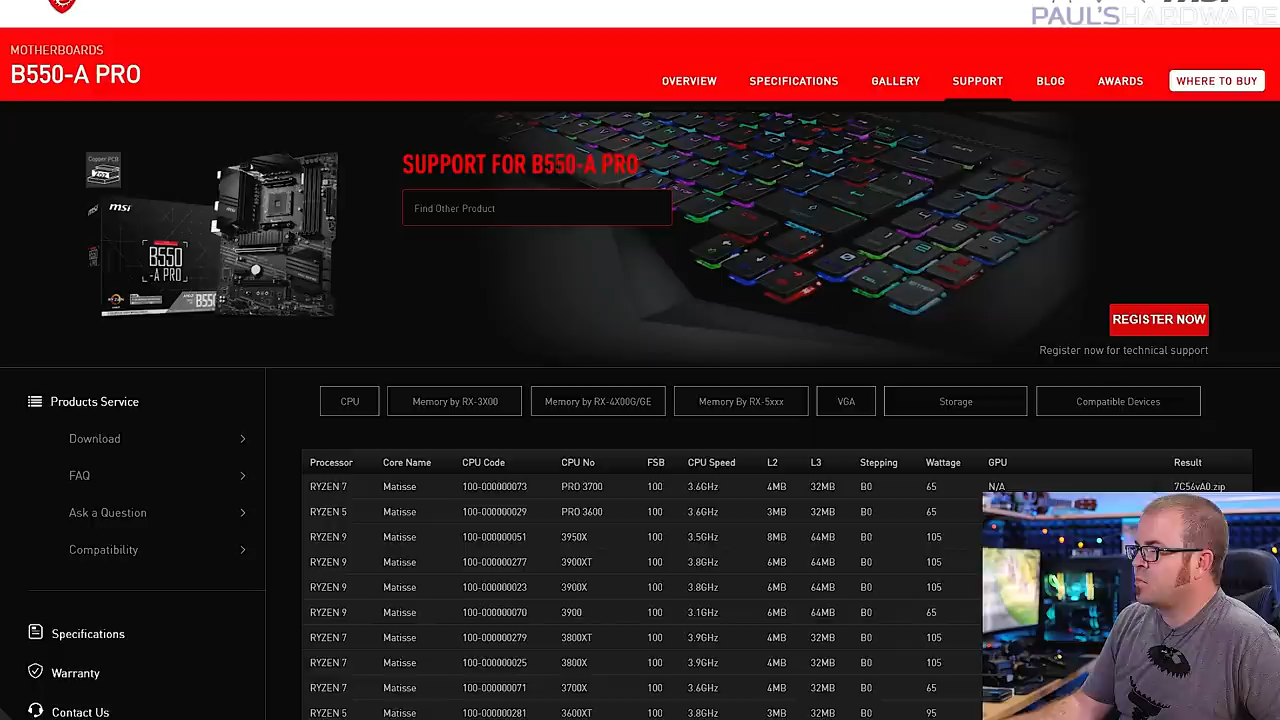 PAUL'SHARDWARE
MOTHERBOARDS
B550-A PRO
OVERVIEW
SPECIFICATIONS
GALLERY
SUPPORT
BLOG
AWARDS
WHERE TO BUY
Copper PCB
msi
B550
-A PRO
B550
SUPPORT FOR B550-A PRO
Find Other Product
REGISTER NOW
Register now for technical support
Products Service
Download
FAQ
Ask a Question
Compatibility
Specifications
Warranty
Contact Us
CPU
Memory by RX-3X00
Memory by RX-4X00G/GE
Memory By RX-5xxx
VGA
Storage
Compatible Devices
Processor Core Name CPU Code CPU No FSB CPU Speed L2 L3 Stepping Wattage GPU Result
RYZEN 7 Matisse 100-000000073 PRO 3700 100 3.6GHz 4MB 32MB B0 65 N/A 7C56vA0.zip
RYZEN 5 Matisse 100-000000029 PRO 3600 100 3.6GHz 3MB 32MB B0 65
RYZEN 9 Matisse 100-000000051 3950X 100 3.5GHz 8MB 64MB B0 105
RYZEN 9 Matisse 100-000000277 3900XT 100 3.8GHz 6MB 64MB B0 105
RYZEN 9 Matisse 100-000000023 3900X 100 3.8GHz 6MB 64MB B0 105
RYZEN 9 Matisse 100-000000070 3900 100 3.1GHz 6MB 64MB B0 65
RYZEN 7 Matisse 100-000000279 3800XT 100 3.9GHz 4MB 32MB B0 105
RYZEN 7 Matisse 100-000000025 3800X 100 3.9GHz 4MB 32MB B0 105
RYZEN 7 Matisse 100-000000071 3700X 100 3.6GHz 4MB 32MB B0 65
RYZEN 5 Matisse 100-000000281 3600XT 100 3.8GHz 3MB 32MB B0 95